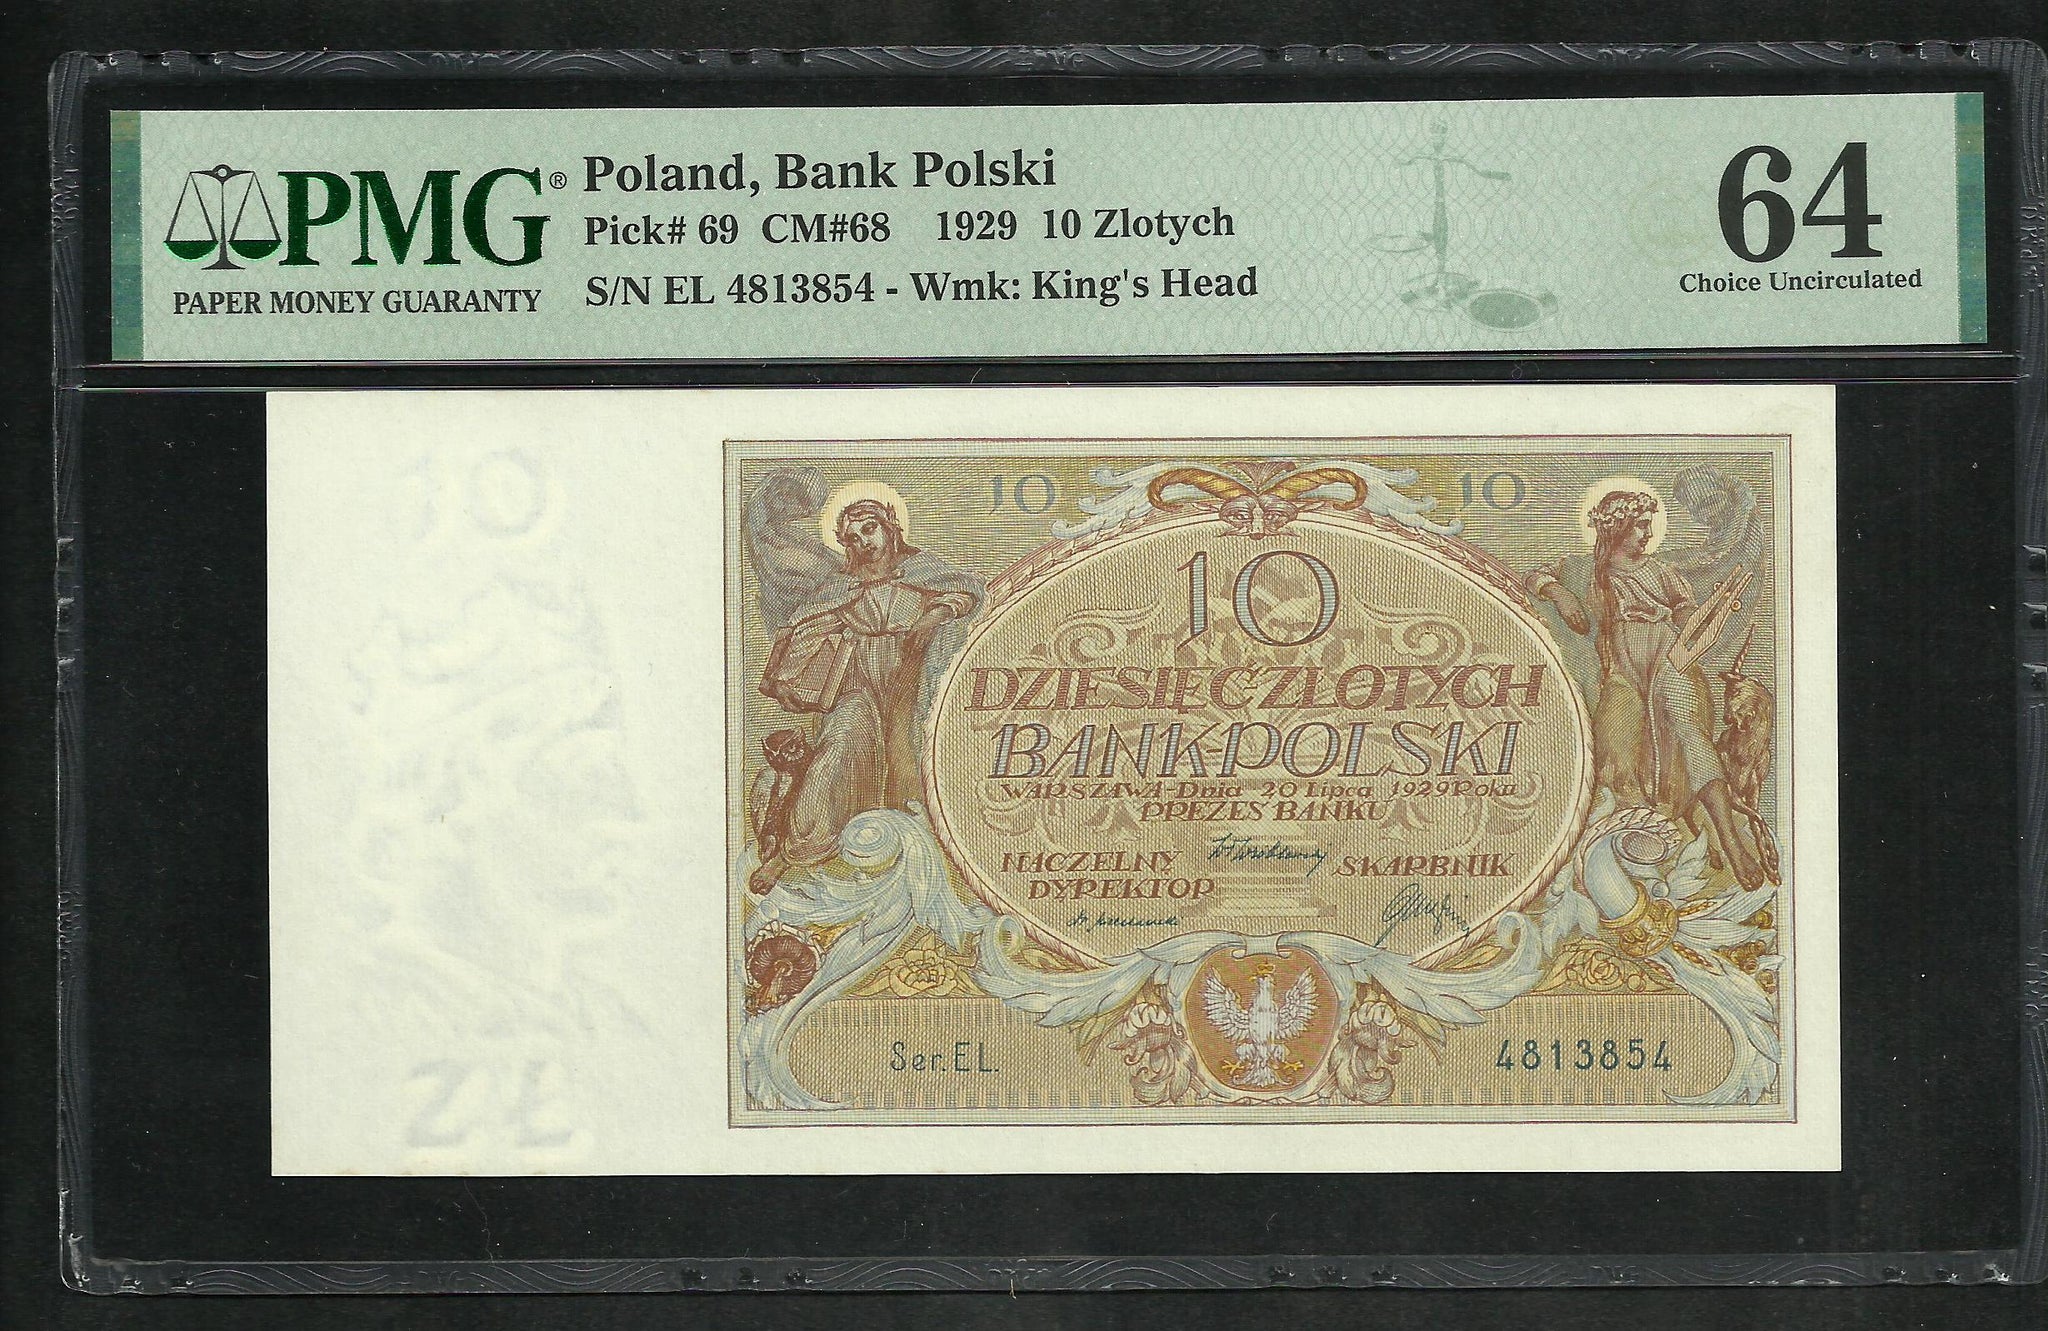 PMG®
PAPER MONEY GUARANTY
Poland, Bank Polski
Pick# 69 CM#68 1929 10 Zlotych
S/N EL 4813854 - Wmk: King's Head
64
Choice Uncirculated
10 10
10
DZIESIĘĆ-ZŁOTYCH
BANK-POLSKI
WARSZAWA-Dnia 20 Lipca 1929 Roku
PREZES BANKU
NACZELNY SKARBNIK
DYREKTOR
Ser. EL. 4813854